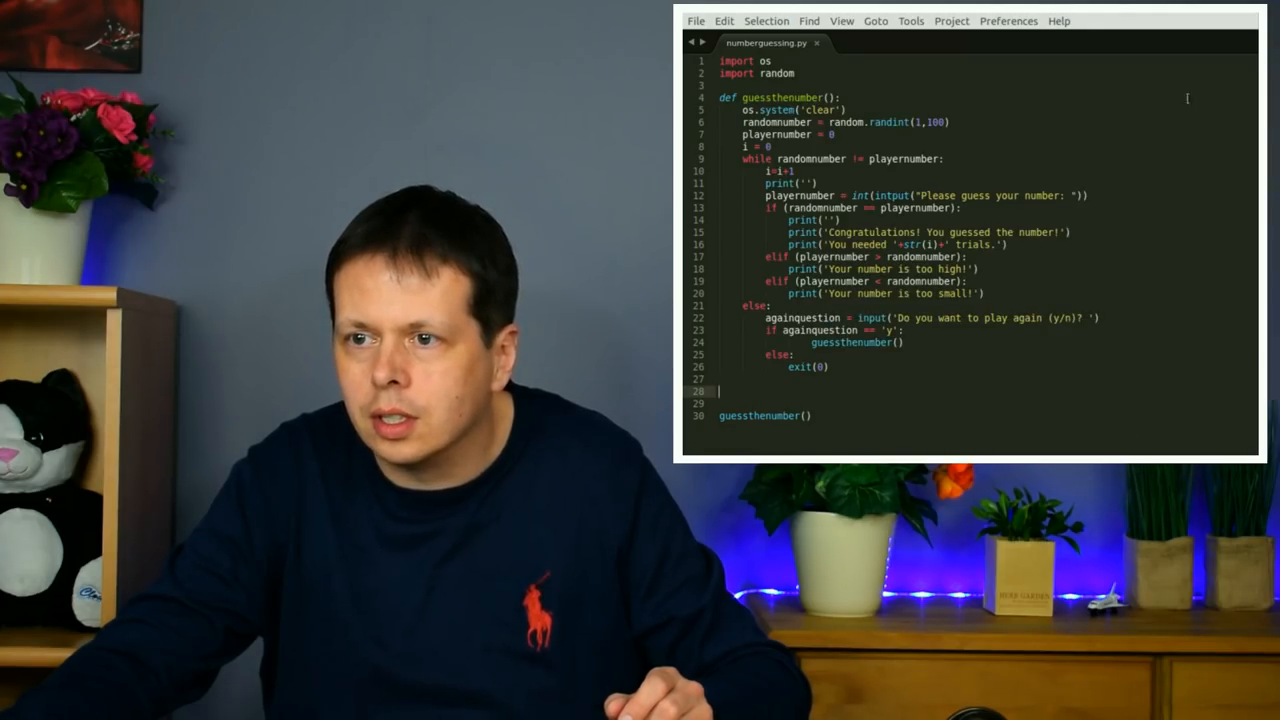 File Edit Selection Find View Goto Tools Project Preferences Help
numberguessing.py ×
1 import os
2 import random
3
4 def guessthenumber():
5 os.system('clear')
6 randomnumber = random.randint(1,100)
7 playernumber = 0
8 i = 0
9 while randomnumber != playernumber:
10 i=i+1
11 print('')
12 playernumber = int(intput("Please guess your number: "))
13 if (randomnumber == playernumber):
14 print('')
15 print('Congratulations! You guessed the number!')
16 print('You needed '+str(i)+' trials.')
17 elif (playernumber > randomnumber):
18 print('Your number is too high!')
19 elif (playernumber < randomnumber):
20 print('Your number is too small!')
21 else:
22 againquestion = input('Do you want to play again (y/n)? ')
23 if againquestion == 'y':
24 guessthenumber()
25 else:
26 exit(0)
27
28
29
30 guessthenumber()
HERB GARDEN